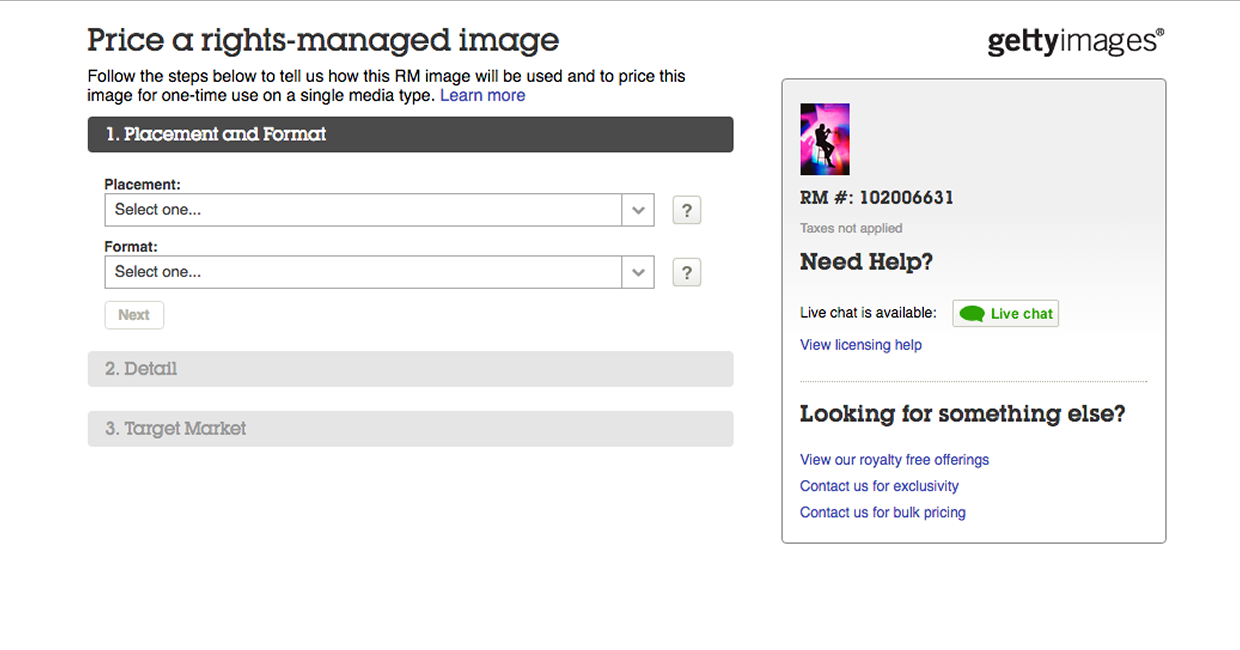 Price a rights-managed image
gettyimages®
Follow the steps below to tell us how this RM image will be used and to price this
image for one-time use on a single media type. Learn more
1. Placement and Format
Placement:
Select one...
?
Format:
Select one...
?
Next
2. Detail
3. Target Market
RM #: 102006631
Taxes not applied
Need Help?
Live chat is available: Live chat
View licensing help
Looking for something else?
View our royalty free offerings
Contact us for exclusivity
Contact us for bulk pricing